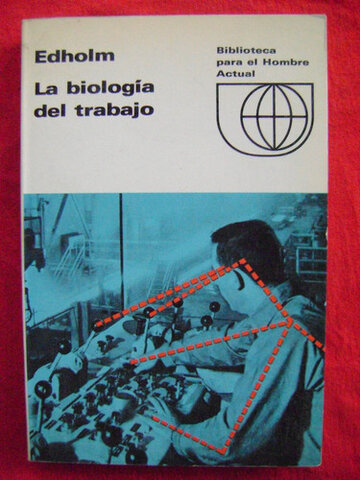 Edholm
La biología
del trabajo
Biblioteca
para el Hombre
Actual